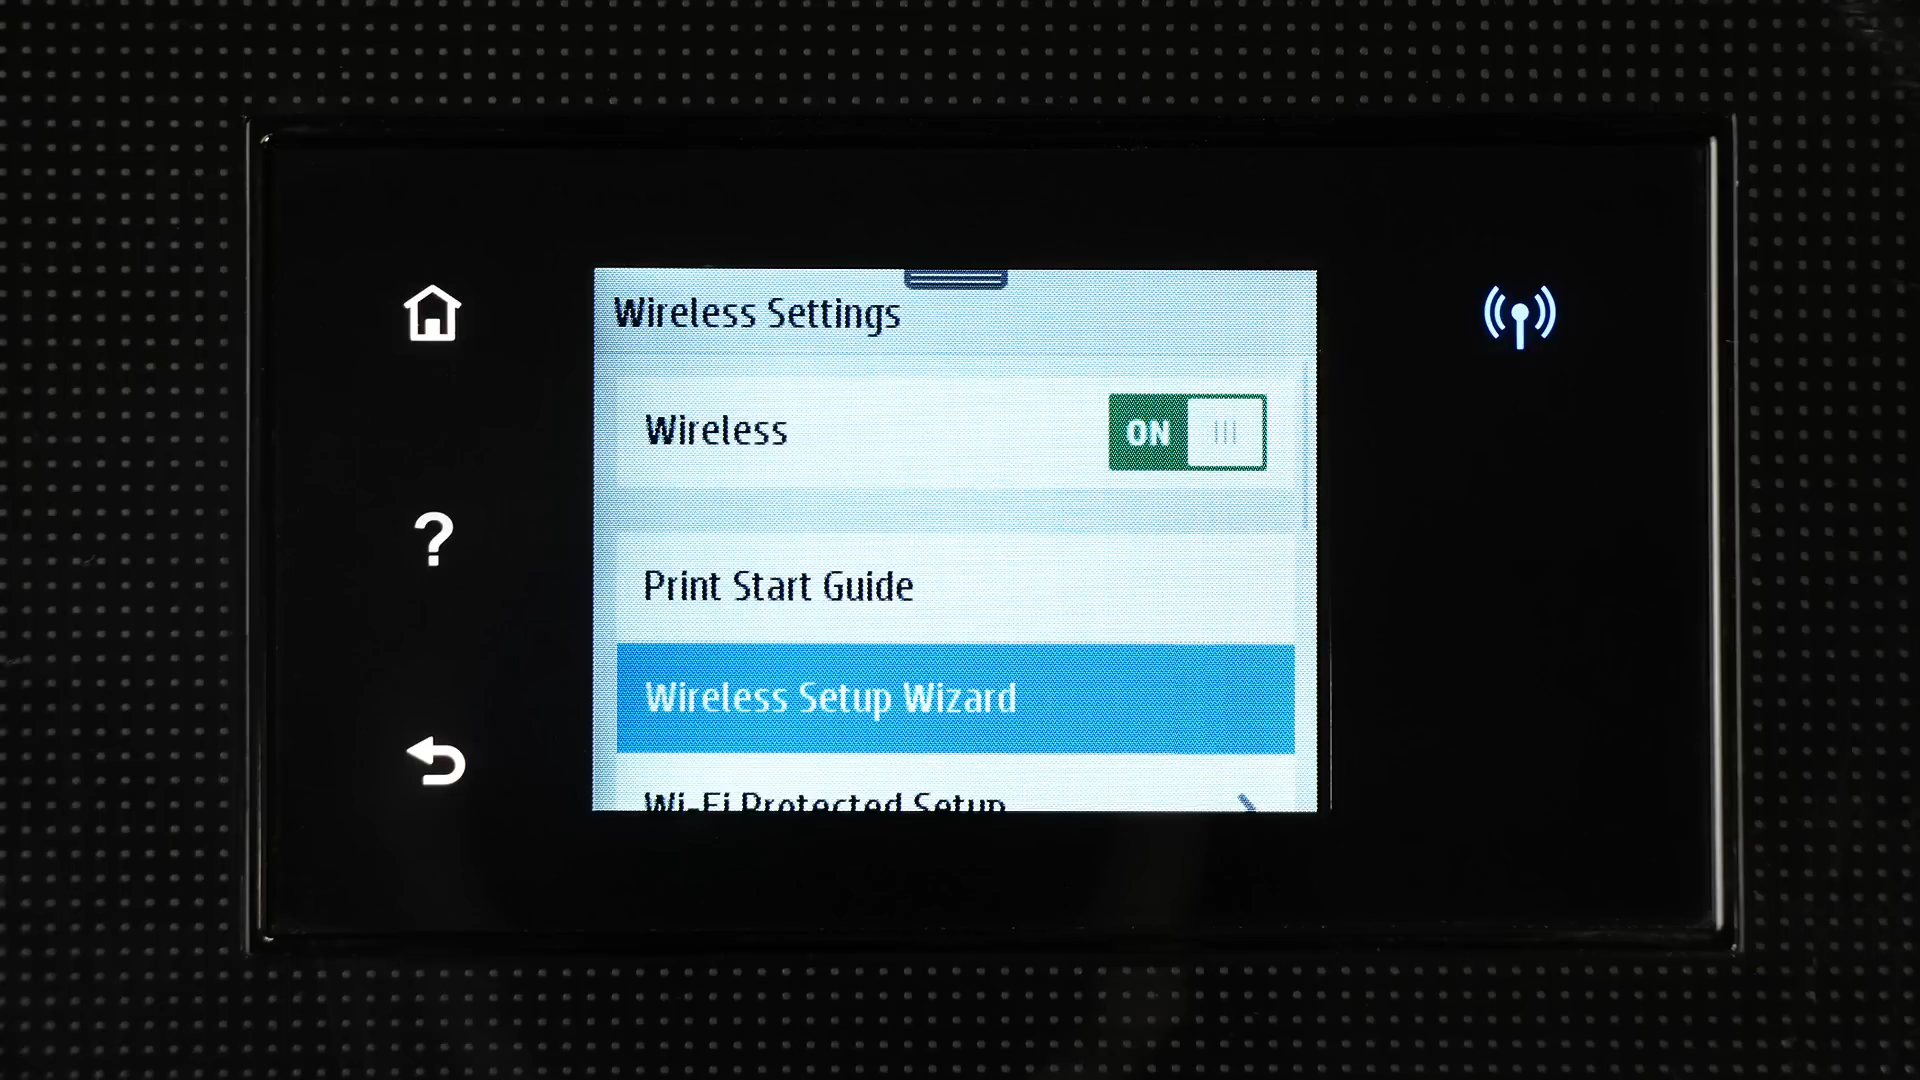 Wireless Settings
Wireless
ON
Print Start Guide
Wireless Setup Wizard
Wi-Fi Protected Setup
?